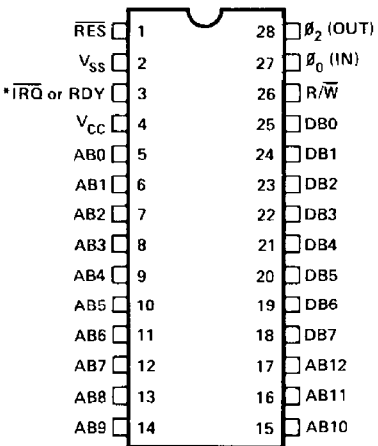 RES 1 28 Ø2 (OUT)
VSS 2 27 Ø0 (IN)
*IRQ or RDY 3 26 R/W
VCC 4 25 DB0
AB0 5 24 DB1
AB1 6 23 DB2
AB2 7 22 DB3
AB3 8 21 DB4
AB4 9 20 DB5
AB5 10 19 DB6
AB6 11 18 DB7
AB7 12 17 AB12
AB8 13 16 AB11
AB9 14 15 AB10